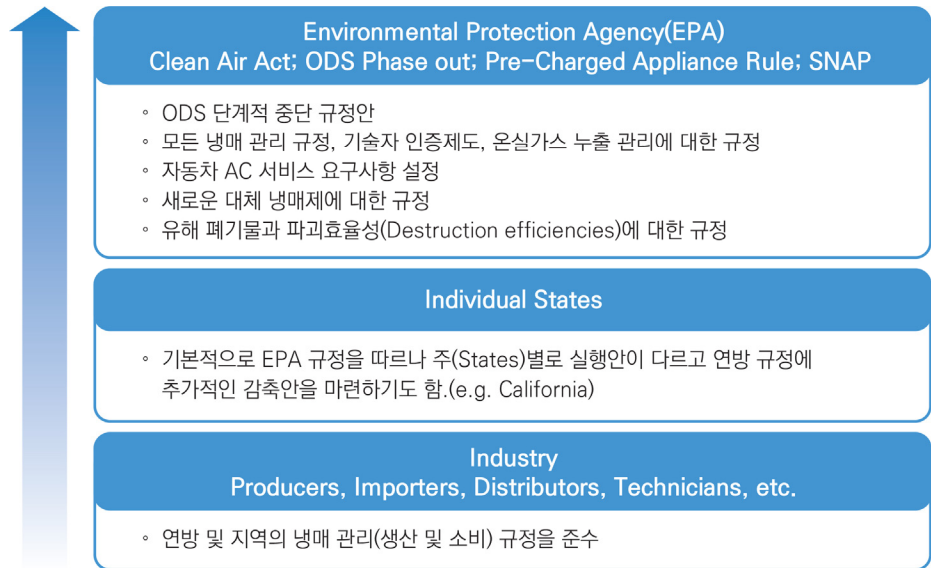 Environmental Protection Agency(EPA)
Clean Air Act; ODS Phase out; Pre-Charged Appliance Rule; SNAP
◦ ODS 단계적 중단 규정안
◦ 모든 냉매 관리 규정, 기술자 인증제도, 온실가스 누출 관리에 대한 규정
◦ 자동차 AC 서비스 요구사항 설정
◦ 새로운 대체 냉매제에 대한 규정
◦ 유해 폐기물과 파괴효율성(Destruction efficiencies)에 대한 규정
Individual States
◦ 기본적으로 EPA 규정을 따르나 주(States)별로 실행안이 다르고 연방 규정에
추가적인 감축안을 마련하기도 함.(e.g. California)
Industry
Producers, Importers, Distributors, Technicians, etc.
◦ 연방 및 지역의 냉매 관리(생산 및 소비) 규정을 준수